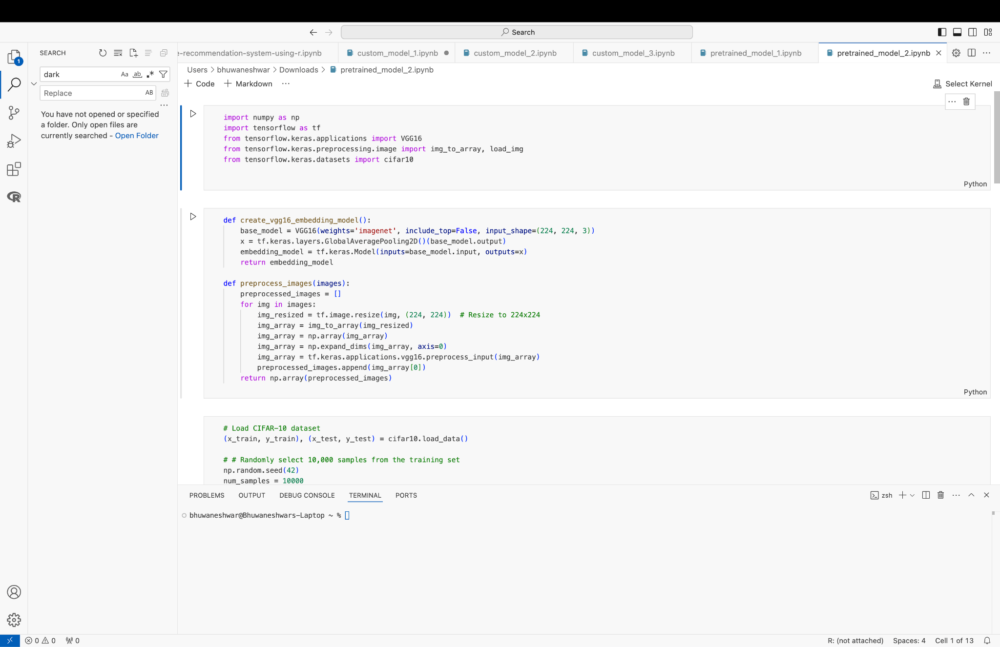 Search
SEARCH
e-recommendation-system-using-r.ipynb
custom_model_1.ipynb
custom_model_2.ipynb
custom_model_3.ipynb
pretrained_model_1.ipynb
pretrained_model_2.ipynb
1
dark
Aa
ab
.*
Replace
AB
You have not opened or specified
a folder. Only open files are
currently searched - Open Folder
Users > bhuwaneshwar > Downloads > pretrained_model_2.ipynb
+ Code + Markdown ...
Select Kernel
import numpy as np
import tensorflow as tf
from tensorflow.keras.applications import VGG16
from tensorflow.keras.preprocessing.image import img_to_array, load_img
from tensorflow.keras.datasets import cifar10
Python
def create_vgg16_embedding_model():
base_model = VGG16(weights='imagenet', include_top=False, input_shape=(224, 224, 3))
x = tf.keras.layers.GlobalAveragePooling2D()(base_model.output)
embedding_model = tf.keras.Model(inputs=base_model.input, outputs=x)
return embedding_model
def preprocess_images(images):
preprocessed_images = []
for img in images:
img_resized = tf.image.resize(img, (224, 224))  # Resize to 224x224
img_array = img_to_array(img_resized)
img_array = np.array(img_array)
img_array = np.expand_dims(img_array, axis=0)
img_array = tf.keras.applications.vgg16.preprocess_input(img_array)
preprocessed_images.append(img_array[0])
return np.array(preprocessed_images)
Python
# Load CIFAR-10 dataset
(x_train, y_train), (x_test, y_test) = cifar10.load_data()
# # Randomly select 10,000 samples from the training set
np.random.seed(42)
num_samples = 10000
PROBLEMS OUTPUT DEBUG CONSOLE TERMINAL PORTS
zsh
bhuwaneshwar@Bhuwaneshwars-Laptop ~ %
0 0 0
R: (not attached) Spaces: 4 Cell 1 of 13